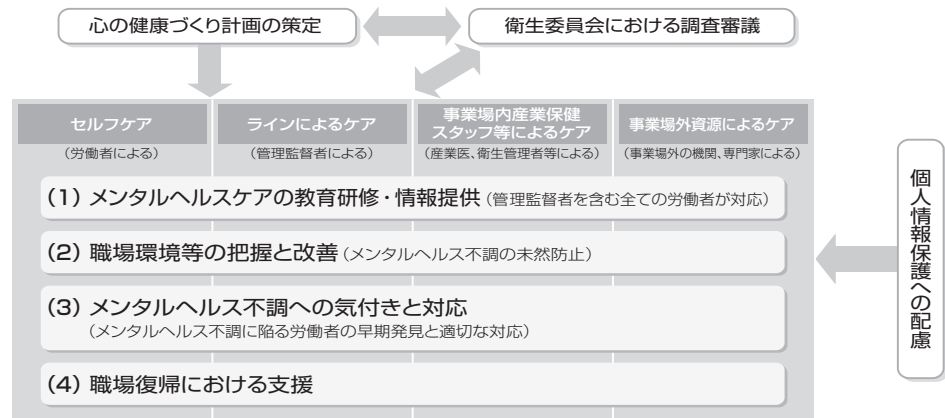 心の健康づくり計画の策定
衛生委員会における調査審議
セルフケア
(労働者による)
ラインによるケア
(管理監督者による)
事業場内産業保健
スタッフ等によるケア
(産業医、衛生管理者等による)
事業場外資源によるケア
(事業場外の機関、専門家による)
(1) メンタルヘルスケアの教育研修・情報提供(管理監督者を含む全ての労働者が対応)
(2) 職場環境等の把握と改善(メンタルヘルス不調の未然防止)
(3) メンタルヘルス不調への気付きと対応
(メンタルヘルス不調に陥る労働者の早期発見と適切な対応)
(4) 職場復帰における支援
個人情報保護への配慮